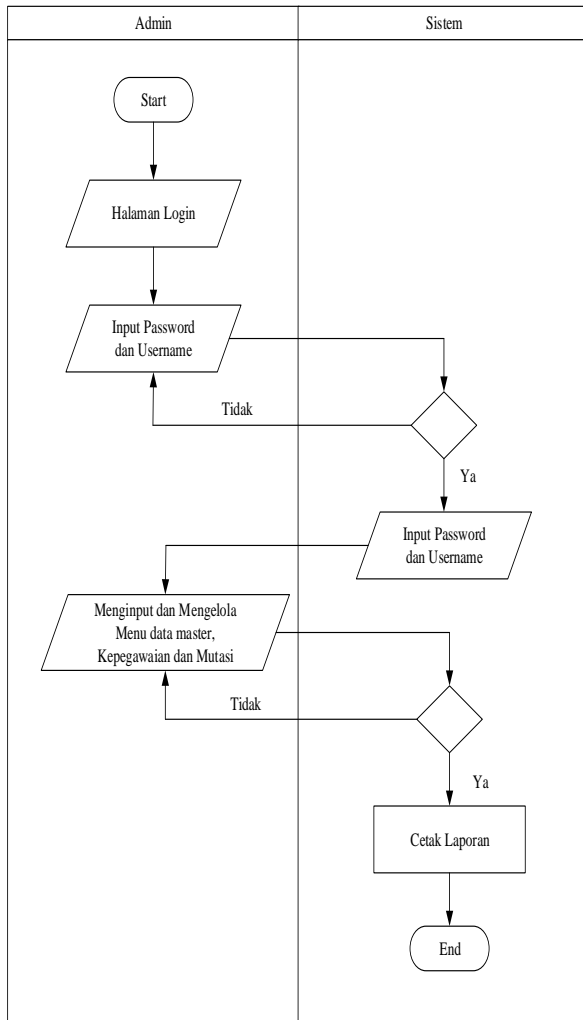 Admin
Sistem
Start
Halaman Login
Input Password
dan Username
Tidak
Ya
Input Password
dan Username
Menginput dan Mengelola
Menu data master,
Kepegawaian dan Mutasi
Tidak
Ya
Cetak Laporan
End